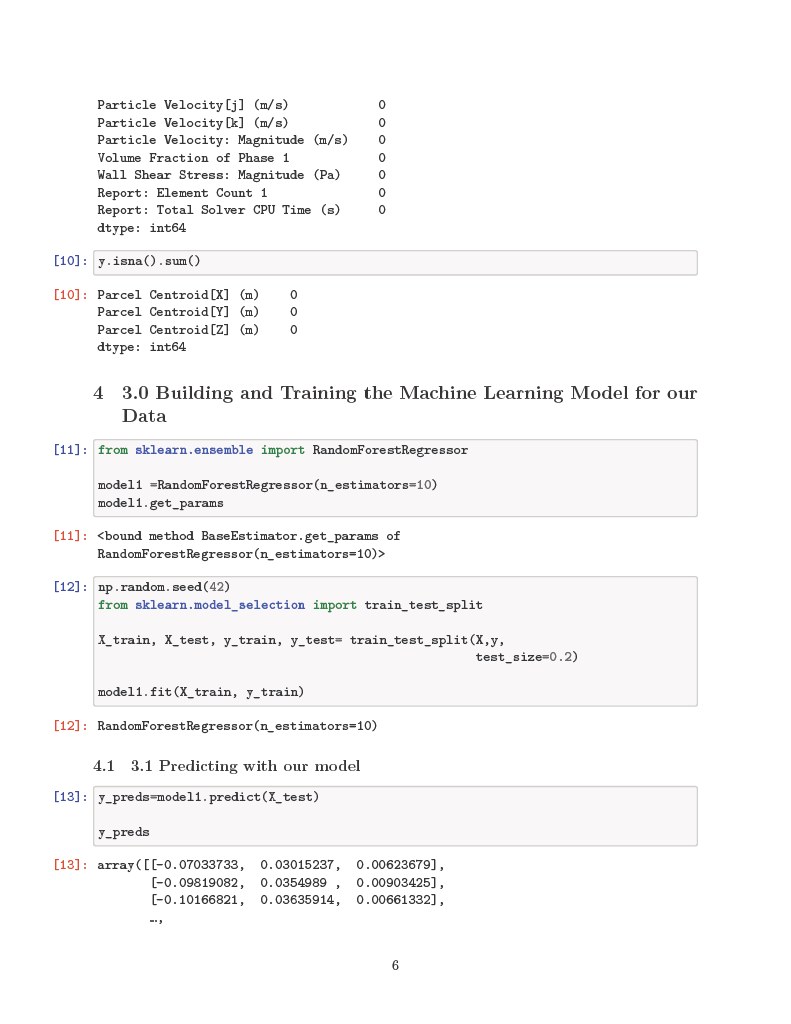 Particle Velocity[j] (m/s) 0
Particle Velocity[k] (m/s) 0
Particle Velocity: Magnitude (m/s) 0
Volume Fraction of Phase 1 0
Wall Shear Stress: Magnitude (Pa) 0
Report: Element Count 1 0
Report: Total Solver CPU Time (s) 0
dtype: int64
[10]: y.isna().sum()
[10]: Parcel Centroid[X] (m) 0
Parcel Centroid[Y] (m) 0
Parcel Centroid[Z] (m) 0
dtype: int64
4 3.0 Building and Training the Machine Learning Model for our
Data
[11]: from sklearn.ensemble import RandomForestRegressor
model1 =RandomForestRegressor(n_estimators=10)
model1.get_params
[11]: <bound method BaseEstimator.get_params of
RandomForestRegressor(n_estimators=10)>
[12]: np.random.seed(42)
from sklearn.model_selection import train_test_split
X_train, X_test, y_train, y_test= train_test_split(X,y,
test_size=0.2)
model1.fit(X_train, y_train)
[12]: RandomForestRegressor(n_estimators=10)
4.1 3.1 Predicting with our model
[13]: y_preds=model1.predict(X_test)
y_preds
[13]: array([[-0.07033733, 0.03015237, 0.00623679],
[-0.09819082, 0.0354989 , 0.00903425],
[-0.10166821, 0.03635914, 0.00661332],
…,
6